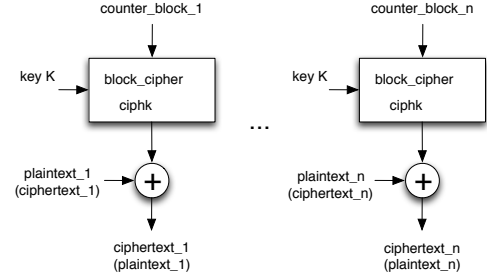 counter_block_1
key K
block_cipher
ciphk
plaintext_1
(ciphertext_1)
+
ciphertext_1
(plaintext_1)
...
counter_block_n
key K
block_cipher
ciphk
plaintext_n
(ciphertext_n)
+
ciphertext_n
(plaintext_n)